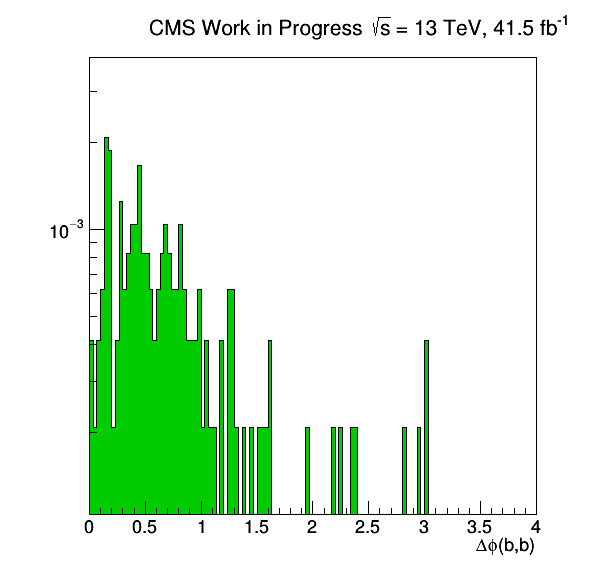 CMS Work in Progress √s = 13 TeV, 41.5 fb⁻¹
10⁻³
0 0.5 1 1.5 2 2.5 3 3.5 4
Δϕ(b,b)